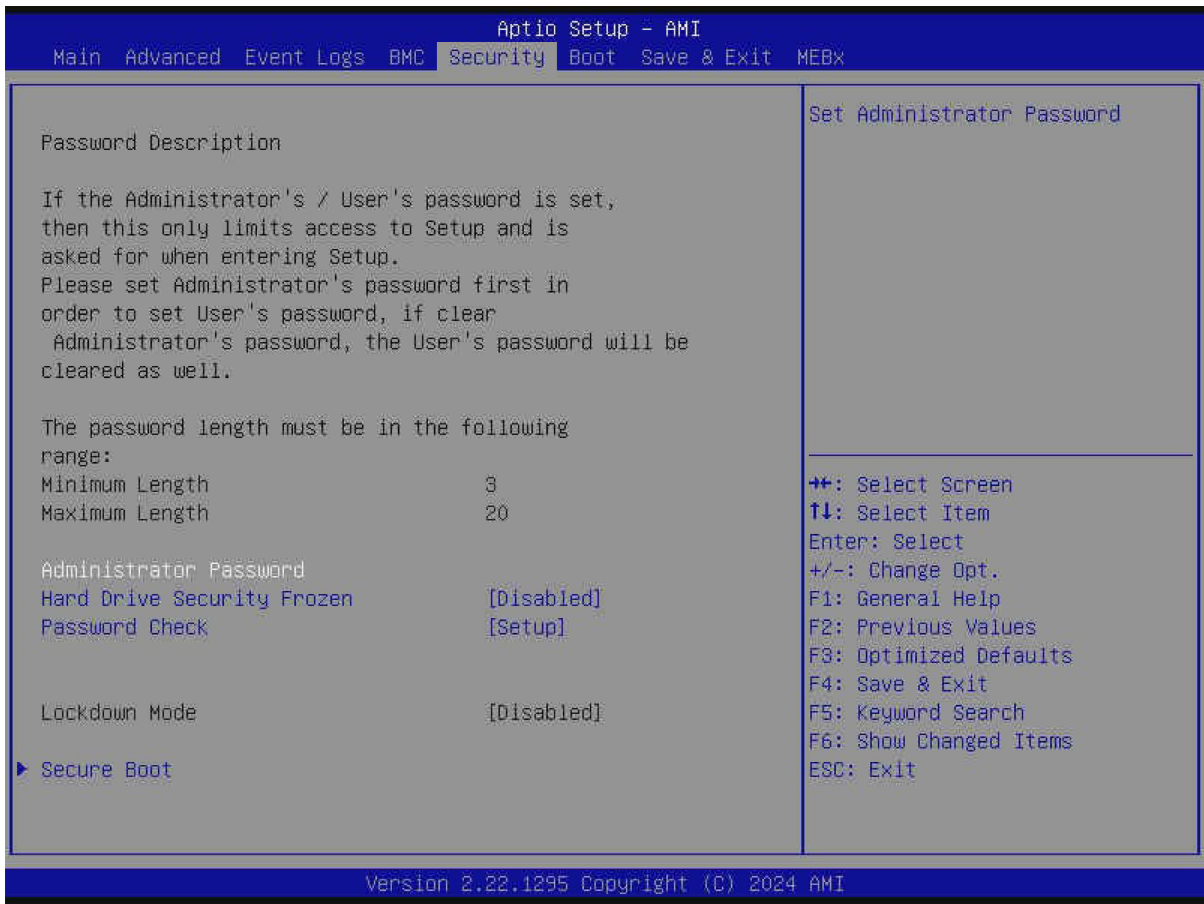 Aptio Setup – AMI
Main Advanced Event Logs BMC Security Boot Save & Exit MEBx
Password Description
If the Administrator's / User's password is set,
then this only limits access to Setup and is
asked for when entering Setup.
Please set Administrator's password first in
order to set User's password, if clear
Administrator's password, the User's password will be
cleared as well.
The password length must be in the following
range:
Minimum Length 3
Maximum Length 20
Administrator Password
Hard Drive Security Frozen [Disabled]
Password Check [Setup]
Lockdown Mode [Disabled]
▶ Secure Boot
Set Administrator Password
→←: Select Screen
↑↓: Select Item
Enter: Select
+/-: Change Opt.
F1: General Help
F2: Previous Values
F3: Optimized Defaults
F4: Save & Exit
F5: Keyword Search
F6: Show Changed Items
ESC: Exit
Version 2.22.1295 Copyright (C) 2024 AMI